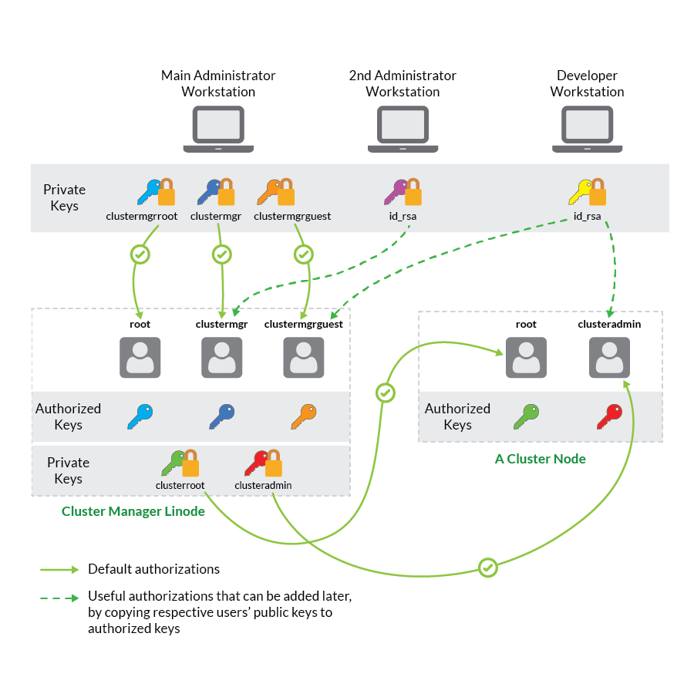 Main Administrator
Workstation
2nd Administrator
Workstation
Developer
Workstation
Private
Keys
clustermgrroot
clustermgr
clustermgrguest
id_rsa
id_rsa
root
clustermgr
clustermgrguest
root
clusteradmin
Authorized
Keys
Authorized
Keys
Private
Keys
clusterroot
clusteradmin
A Cluster Node
Cluster Manager Linode
Default authorizations
Useful authorizations that can be added later,
by copying respective users' public keys to
authorized keys